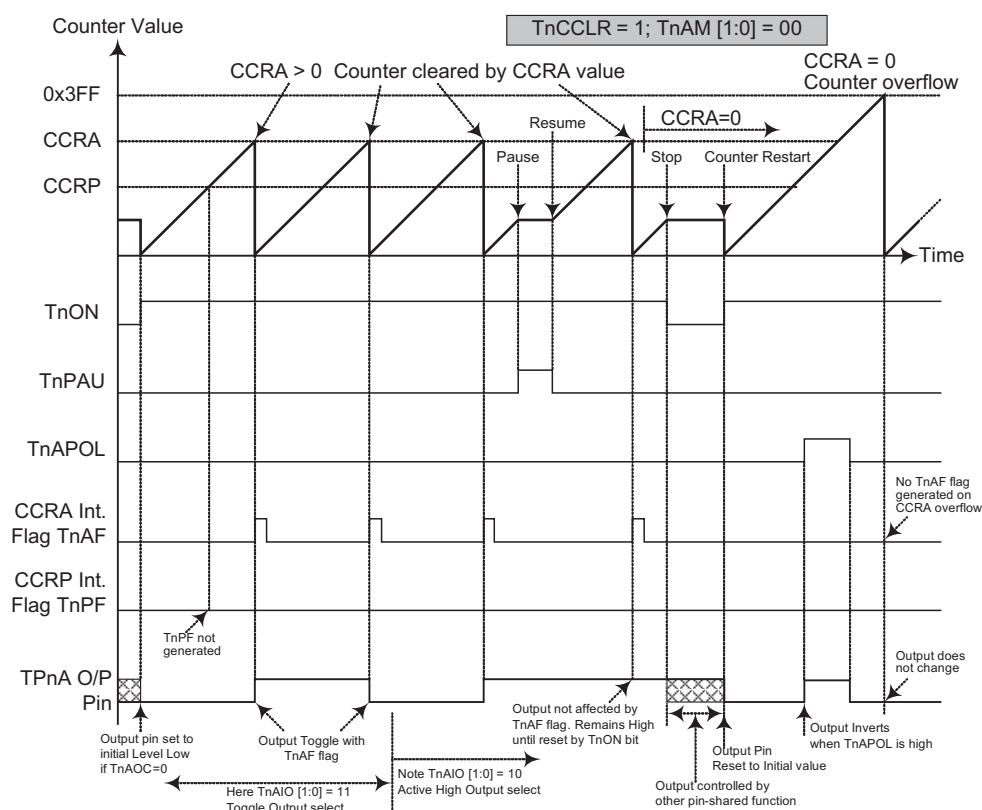 Counter Value
TnCCLR = 1; TnAM [1:0] = 00
CCRA = 0
Counter overflow
CCRA > 0 Counter cleared by CCRA value
0x3FF
CCRA=0
Resume
CCRA
Pause
Stop
Counter Restart
CCRP
Time
TnON
TnPAU
TnAPOL
No TnAF flag
generated on
CCRA overflow
CCRA Int.
Flag TnAF
CCRP Int.
Flag TnPF
TnPF not
generated
Output does
not change
TPnA O/P
Pin
Output pin set to
initial Level Low
if TnAOC=0
Output Toggle with
TnAF flag
Output not affected by
TnAF flag. Remains High
until reset by TnON bit
Output Pin
Reset to Initial value
Output Inverts
when TnAPOL is high
Here TnAIO [1:0] = 11
Toggle Output select
Note TnAIO [1:0] = 10
Active High Output select
Output controlled by
other pin-shared function